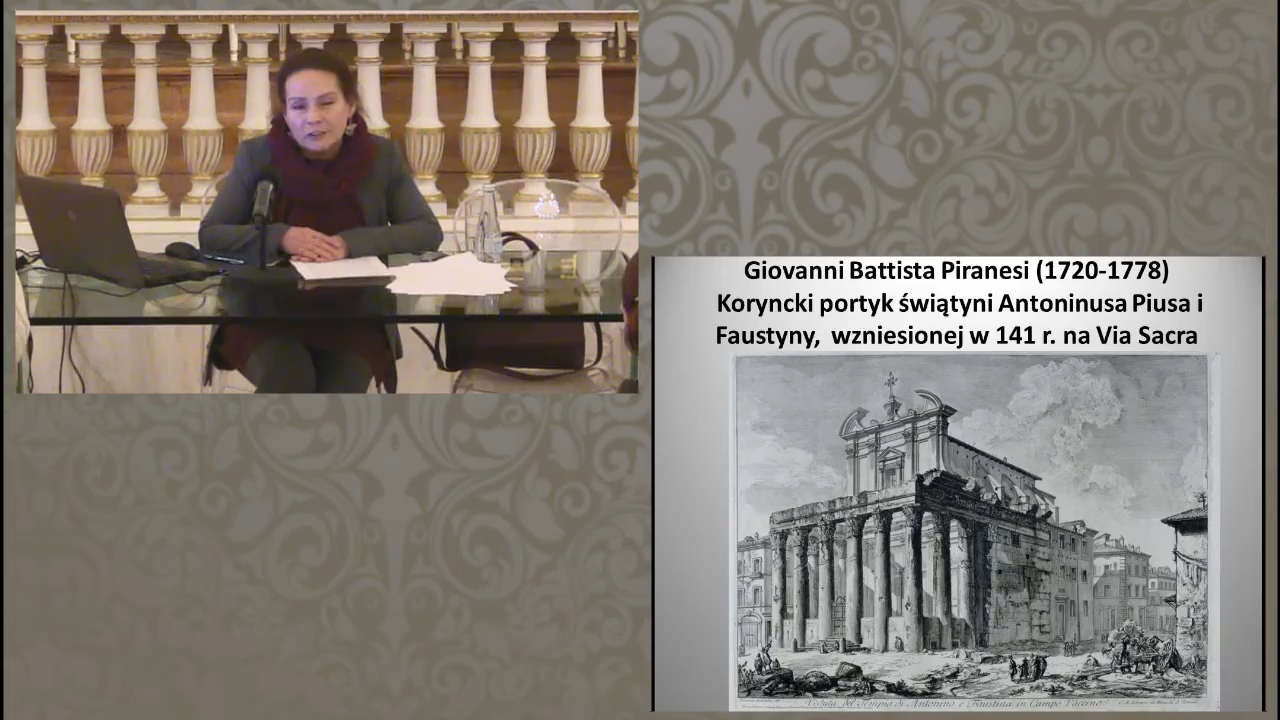 Giovanni Battista Piranesi (1720-1778)
Koryncki portyk świątyni Antoninusa Piusa i
Faustyny, wzniesionej w 141 r. na Via Sacra
Veduta del Tempio di Antonino e Faustina in Campo Vaccino